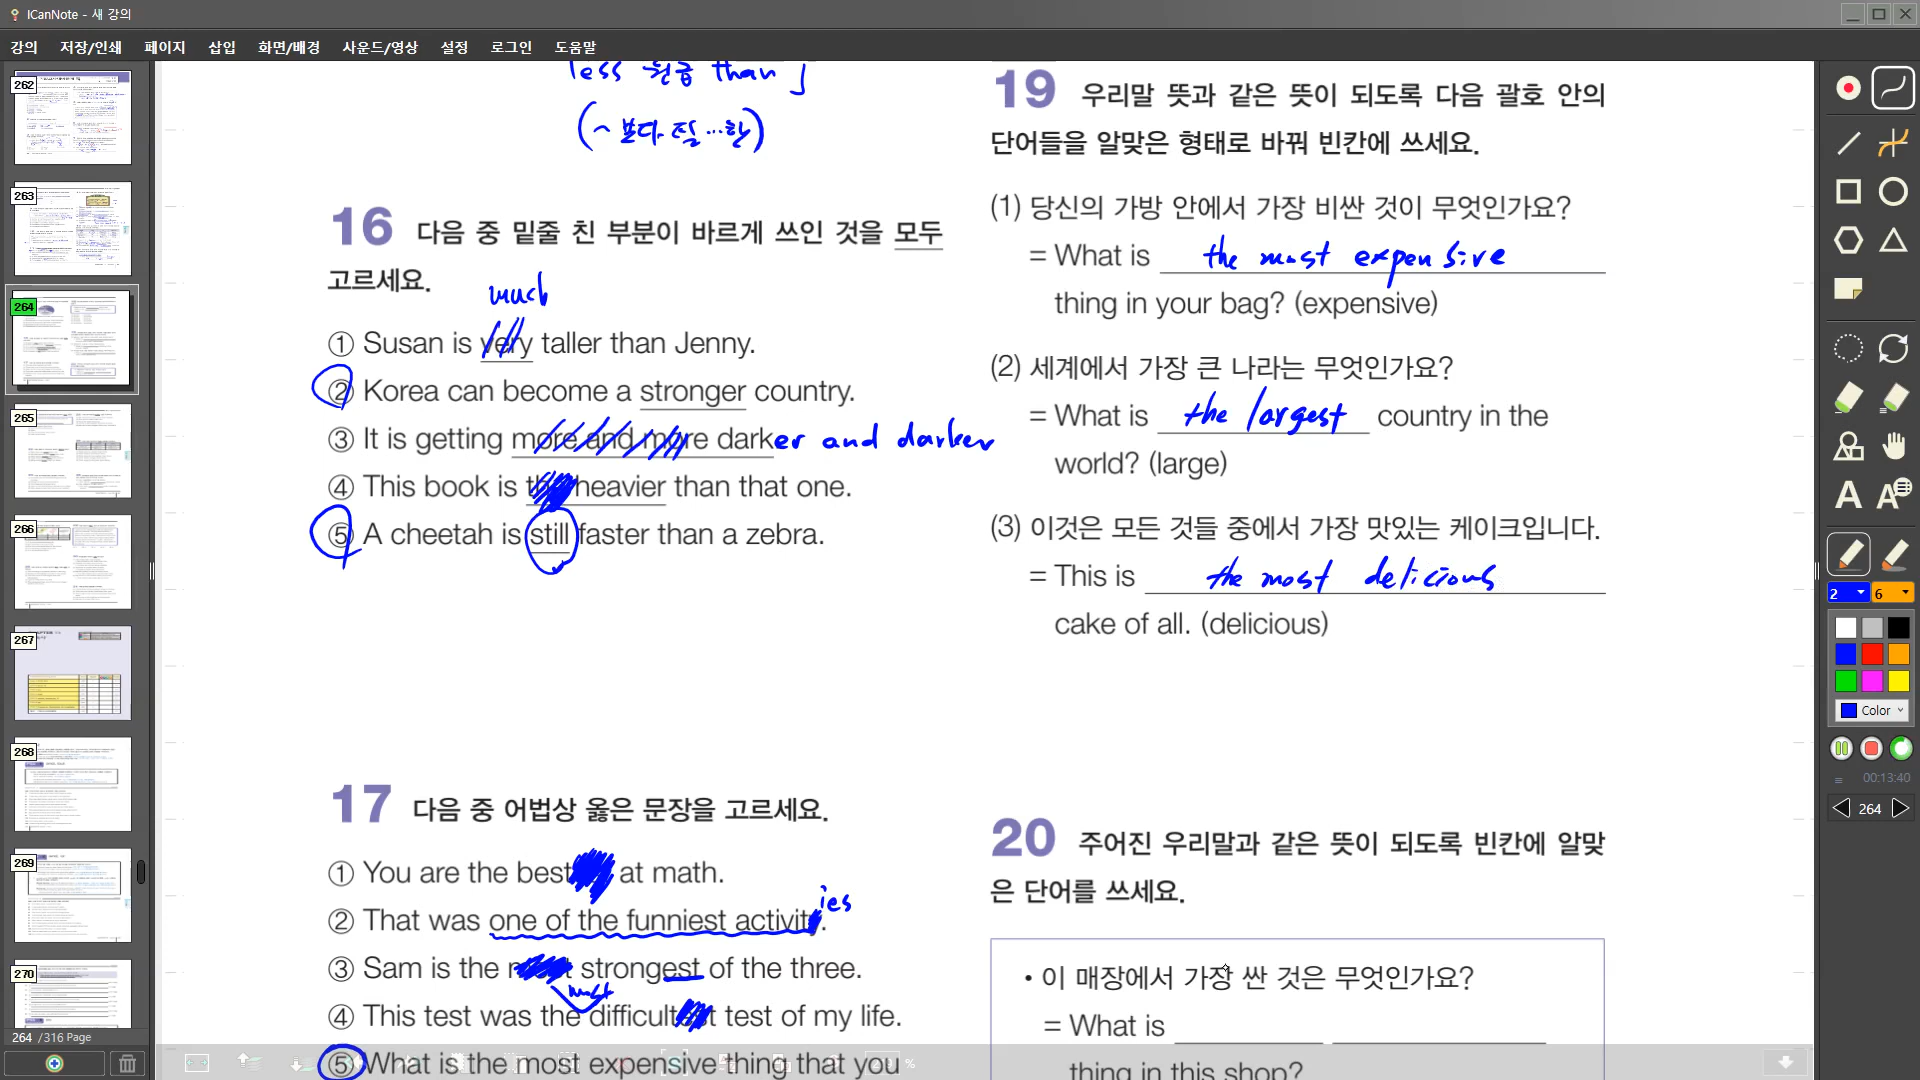 ICanNote - 새 강의
강의 저장/인쇄 페이지 삽입 화면/배경 사운드/영상 설정 로그인 도움말
262
263
264
265
266
267
268
269
270
264 /316 Page
less 원급 than
(~보다 잘 …한)
16 다음 중 밑줄 친 부분이 바르게 쓰인 것을 모두
고르세요.
much
① Susan is very taller than Jenny.
② Korea can become a stronger country.
③ It is getting more and more darker and darker
④ This book is the heavier than that one.
⑤ A cheetah is still faster than a zebra.
17 다음 중 어법상 옳은 문장을 고르세요.
① You are the best at math.
ies
② That was one of the funniest activit.
③ Sam is the strongest of the three.
most
④ This test was the difficult test of my life.
⑤ What is the most expensive thing that you
19 우리말 뜻과 같은 뜻이 되도록 다음 괄호 안의
단어들을 알맞은 형태로 바꿔 빈칸에 쓰세요.
(1) 당신의 가방 안에서 가장 비싼 것이 무엇인가요?
= What is the most expensive
thing in your bag? (expensive)
(2) 세계에서 가장 큰 나라는 무엇인가요?
= What is the largest country in the
world? (large)
(3) 이것은 모든 것들 중에서 가장 맛있는 케이크입니다.
= This is the most delicious
cake of all. (delicious)
20 주어진 우리말과 같은 뜻이 되도록 빈칸에 알맞
은 단어를 쓰세요.
• 이 매장에서 가장 싼 것은 무엇인가요?
= What is
thing in this shop?
A A
2 6
Color
00:13:40
264